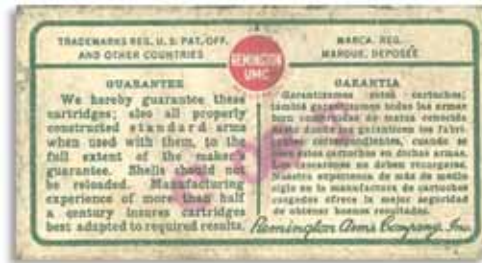 TRADEMARKS REG. U.S. PAT. OFF.
AND OTHER COUNTRIES
REMINGTON
UMC
MARCA. REG.
MARQUE. DEPOSÉE
GUARANTEE
We hereby guarantee these
cartridges; also all properly
constructed standard arms
when used with them, to the
full extent of the maker's
guarantee. Shells should not
be reloaded. Manufacturing
experience of more than half
a century insures cartridges
best adapted to required results.
GARANTIA
Garantizamos estos cartuchos;
también garantizamos todas las armas
bien construidas de marca conocida
hasta donde las garanticen los fabri-
cantes correspondientes, cuando se
usen estos cartuchos en dichas armas.
Los cascarones no deben recargarse.
Nuestra experiencia de más de medio
siglo en la manufactura de cartuchos
cargados ofrece la mejor seguridad
de obtener buenos resultados.
Remington Arms Company, Inc.